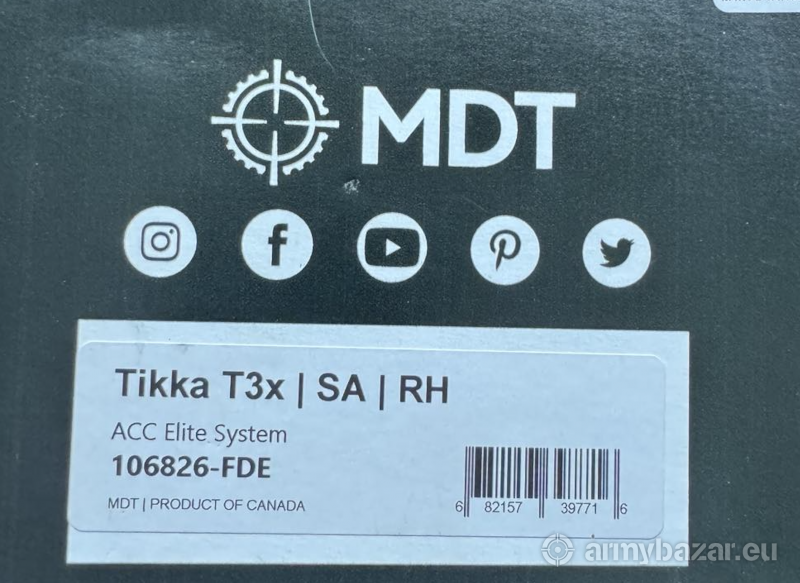 MDT
Tikka T3x | SA | RH
ACC Elite System
106826-FDE
MDT | PRODUCT OF CANADA
6 82157 39771 6
armybazar.eu